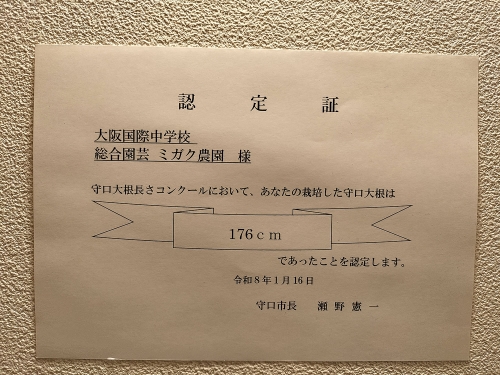 認定証
大阪国際中学校
総合園芸 ミガク農園 様
守口大根長さコンクールにおいて、あなたの栽培した守口大根は
176ｃｍ
であったことを認定します。
令和8年1月16日
守口市長 瀬野憲一